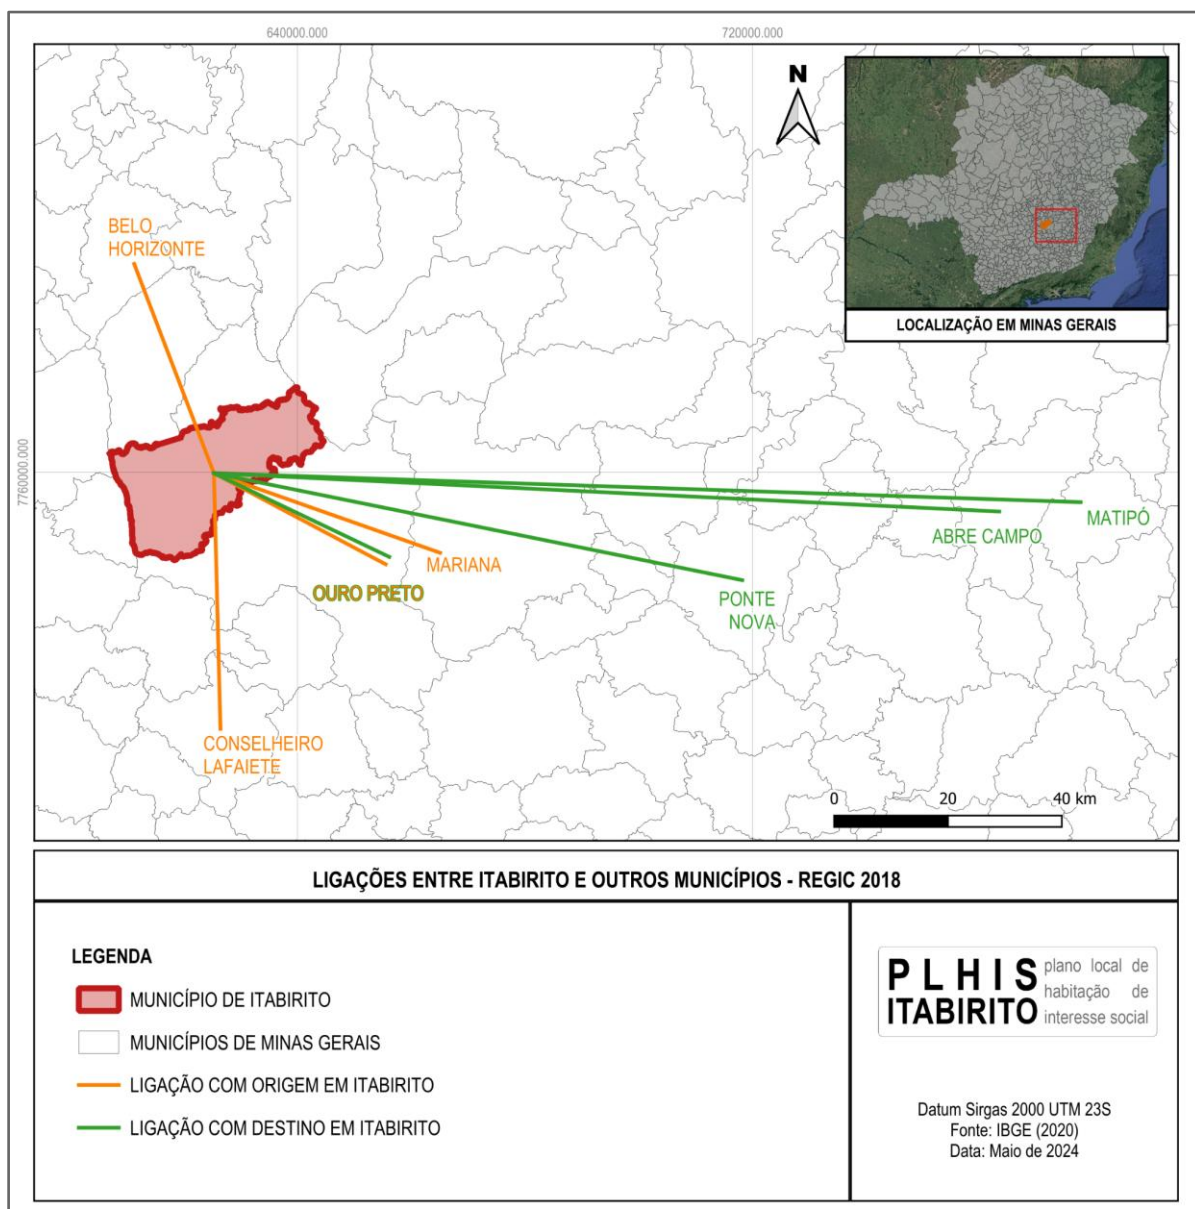 640000.000
720000.000
7760000.000
N
LOCALIZAÇÃO EM MINAS GERAIS
BELO
HORIZONTE
MATIPÓ
ABRE CAMPO
MARIANA
OURO PRETO
PONTE
NOVA
CONSELHEIRO
LAFAIETE
0 20 40 km
LIGAÇÕES ENTRE ITABIRITO E OUTROS MUNICÍPIOS - REGIC 2018
LEGENDA
MUNICÍPIO DE ITABIRITO
MUNICÍPIOS DE MINAS GERAIS
LIGAÇÃO COM ORIGEM EM ITABIRITO
LIGAÇÃO COM DESTINO EM ITABIRITO
PLHIS
ITABIRITO
plano local de
habitação de
interesse social
Datum Sirgas 2000 UTM 23S
Fonte: IBGE (2020)
Data: Maio de 2024